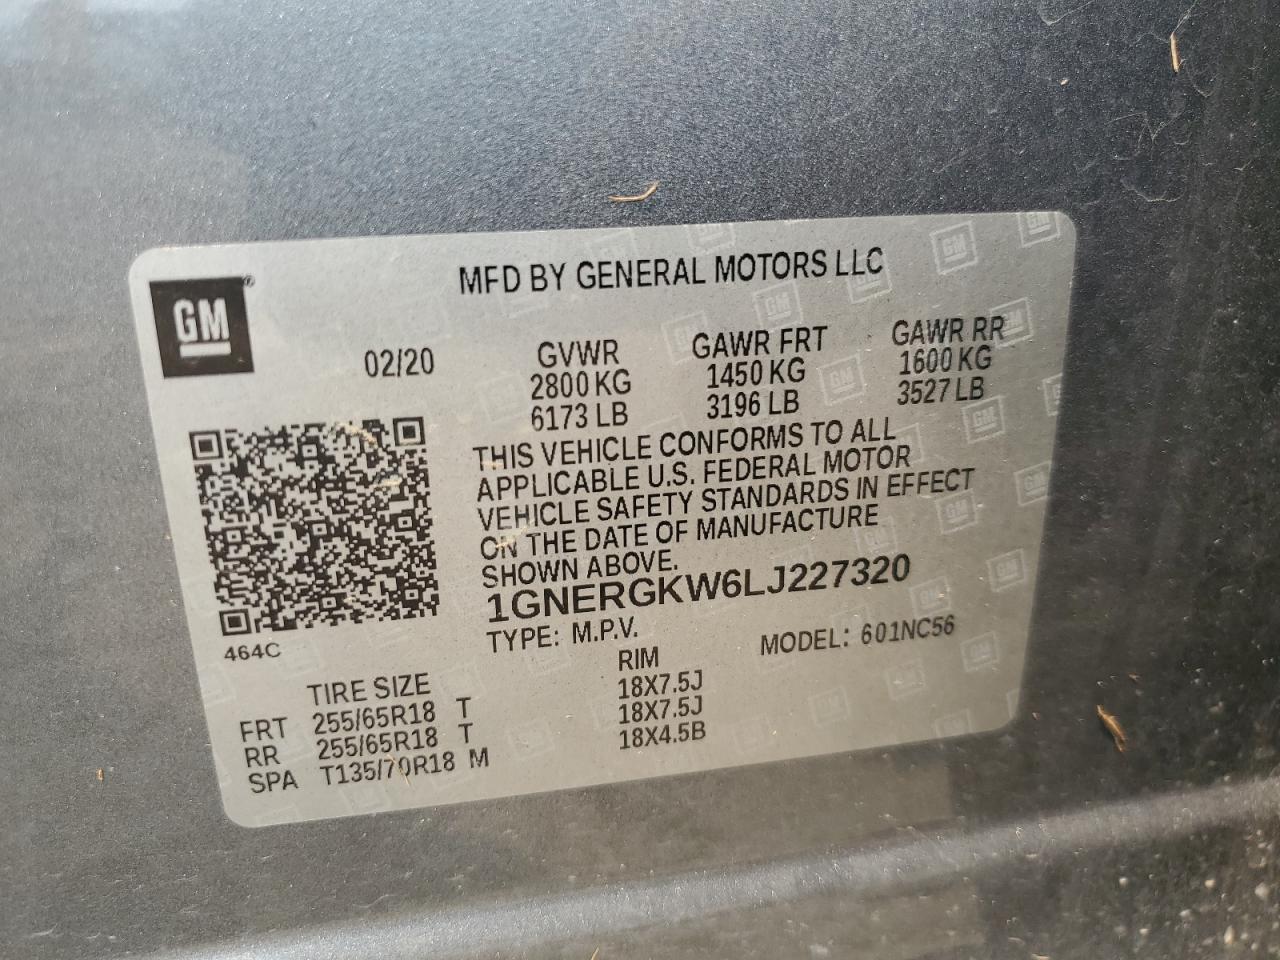 GM
MFD BY GENERAL MOTORS LLC
02/20
GVWR GAWR FRT GAWR RR
2800 KG 1450 KG 1600 KG
6173 LB 3196 LB 3527 LB
THIS VEHICLE CONFORMS TO ALL
APPLICABLE U.S. FEDERAL MOTOR
VEHICLE SAFETY STANDARDS IN EFFECT
ON THE DATE OF MANUFACTURE
SHOWN ABOVE.
1GNERGKW6LJ227320
TYPE: M.P.V. MODEL: 601NC56
464C
TIRE SIZE RIM
FRT 255/65R18 T 18X7.5J
RR 255/65R18 T 18X7.5J
SPA T135/70R18 M 18X4.5B